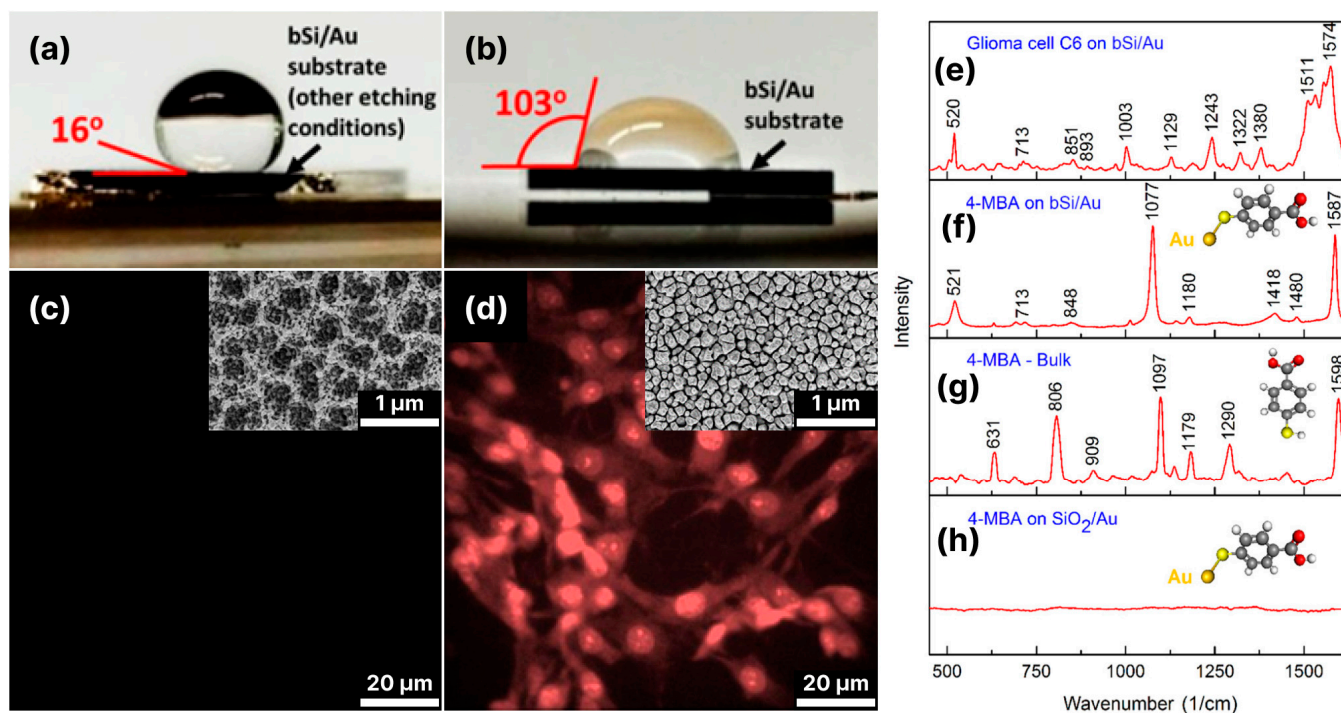 (a)
bSi/Au
substrate
(other etching
conditions)
16º
(b)
103º
bSi/Au
substrate
(c)
1 µm
20 µm
(d)
1 µm
20 µm
Intensity
(e)
Glioma cell C6 on bSi/Au
520
713
851
893
1003
1129
1243
1322
1380
1511
1574
(f)
4-MBA on bSi/Au
Au
521
713
848
1077
1180
1418
1480
1587
(g)
4-MBA - Bulk
631
806
909
1097
1179
1290
1598
(h)
4-MBA on SiO₂/Au
Au
500 750 1000 1250 1500
Wavenumber (1/cm)